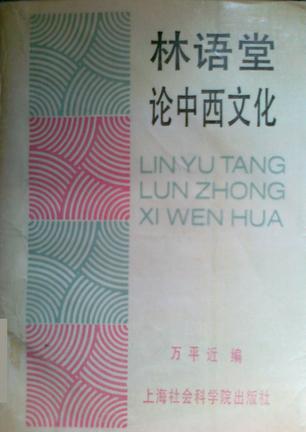 林语堂
论中西文化
LIN YU TANG
LUN ZHONG
XI WEN HUA
万平近 编
上海社会科学院出版社